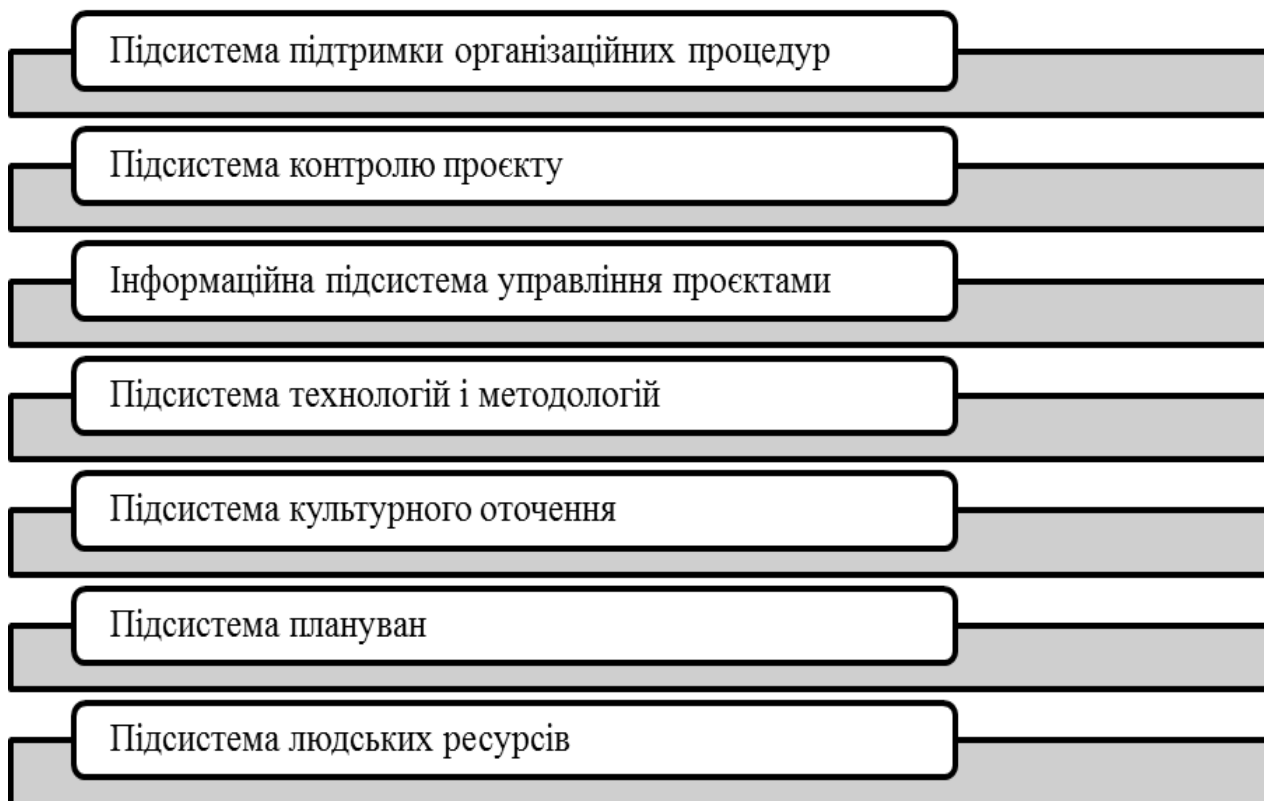 Підсистема підтримки організаційних процедур
Підсистема контролю проєкту
Інформаційна підсистема управління проєктами
Підсистема технологій і методологій
Підсистема культурного оточення
Підсистема плануван
Підсистема людських ресурсів